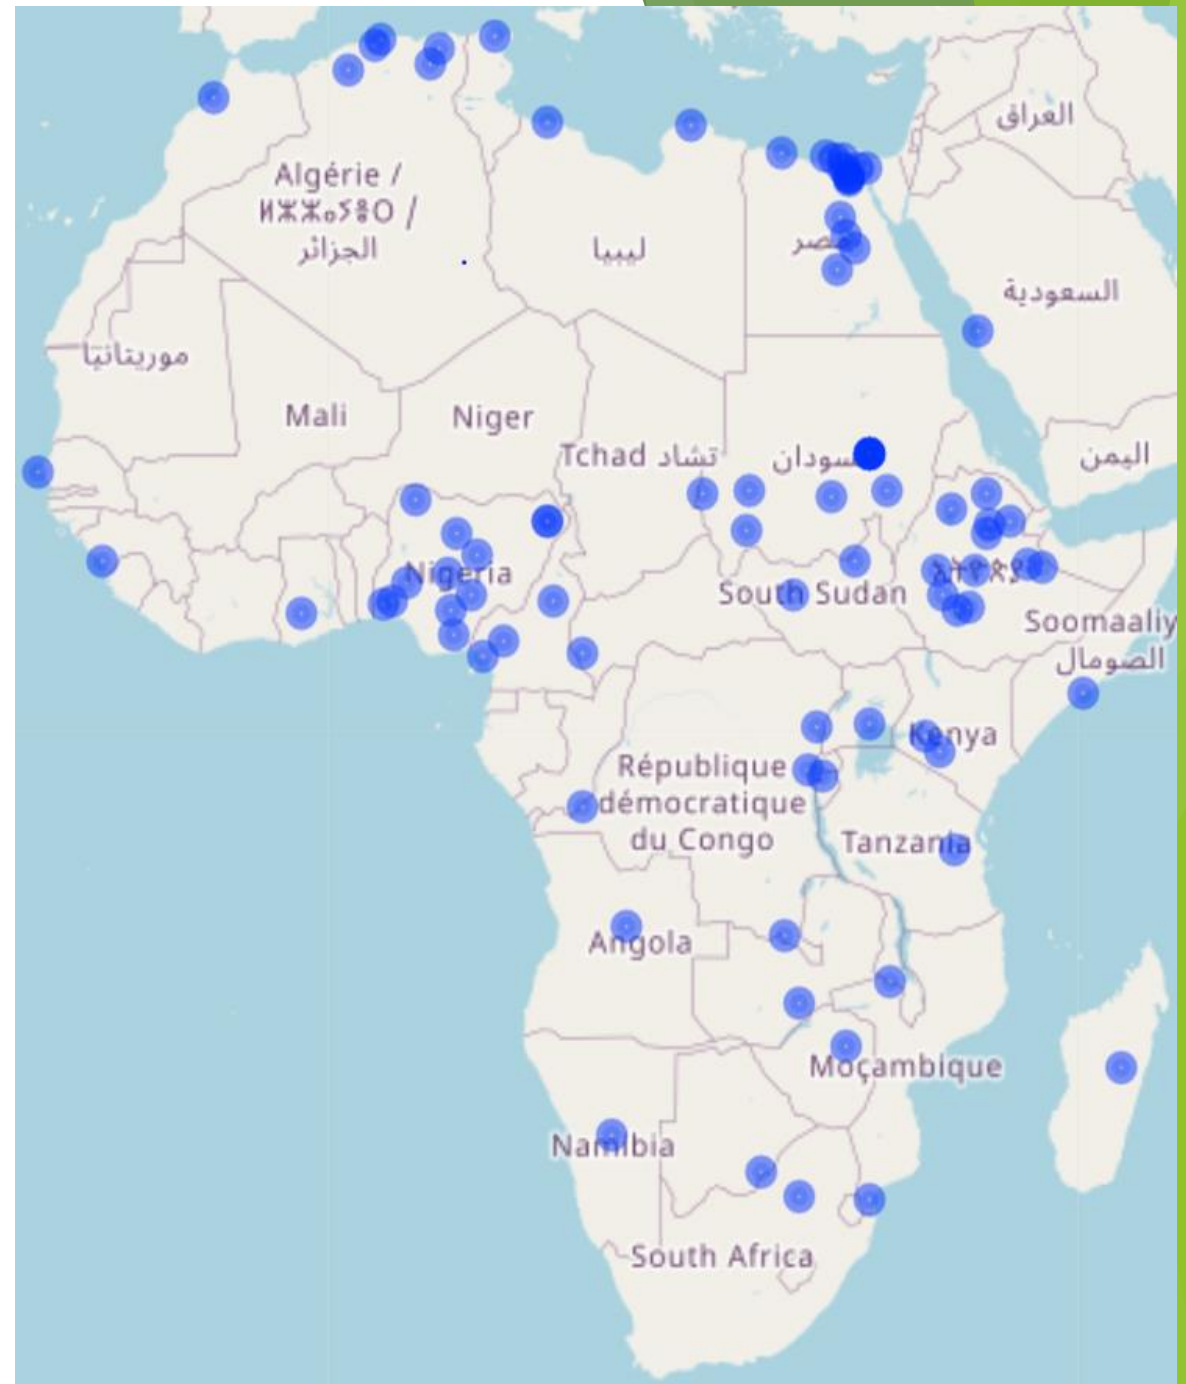 العراق
Algérie /
ⵍⵣⵣⴰⵢⴻⵔ /
الجزائر
ليبيا
مصر
السعودية
موريتانيا
Mali
Niger
Tchad تشاد
السودان
اليمن
Nigeria
South Sudan
Soomaaliy
الصومال
Kenya
République
démocratique
du Congo
Tanzania
Angola
Moçambique
Namibia
South Africa